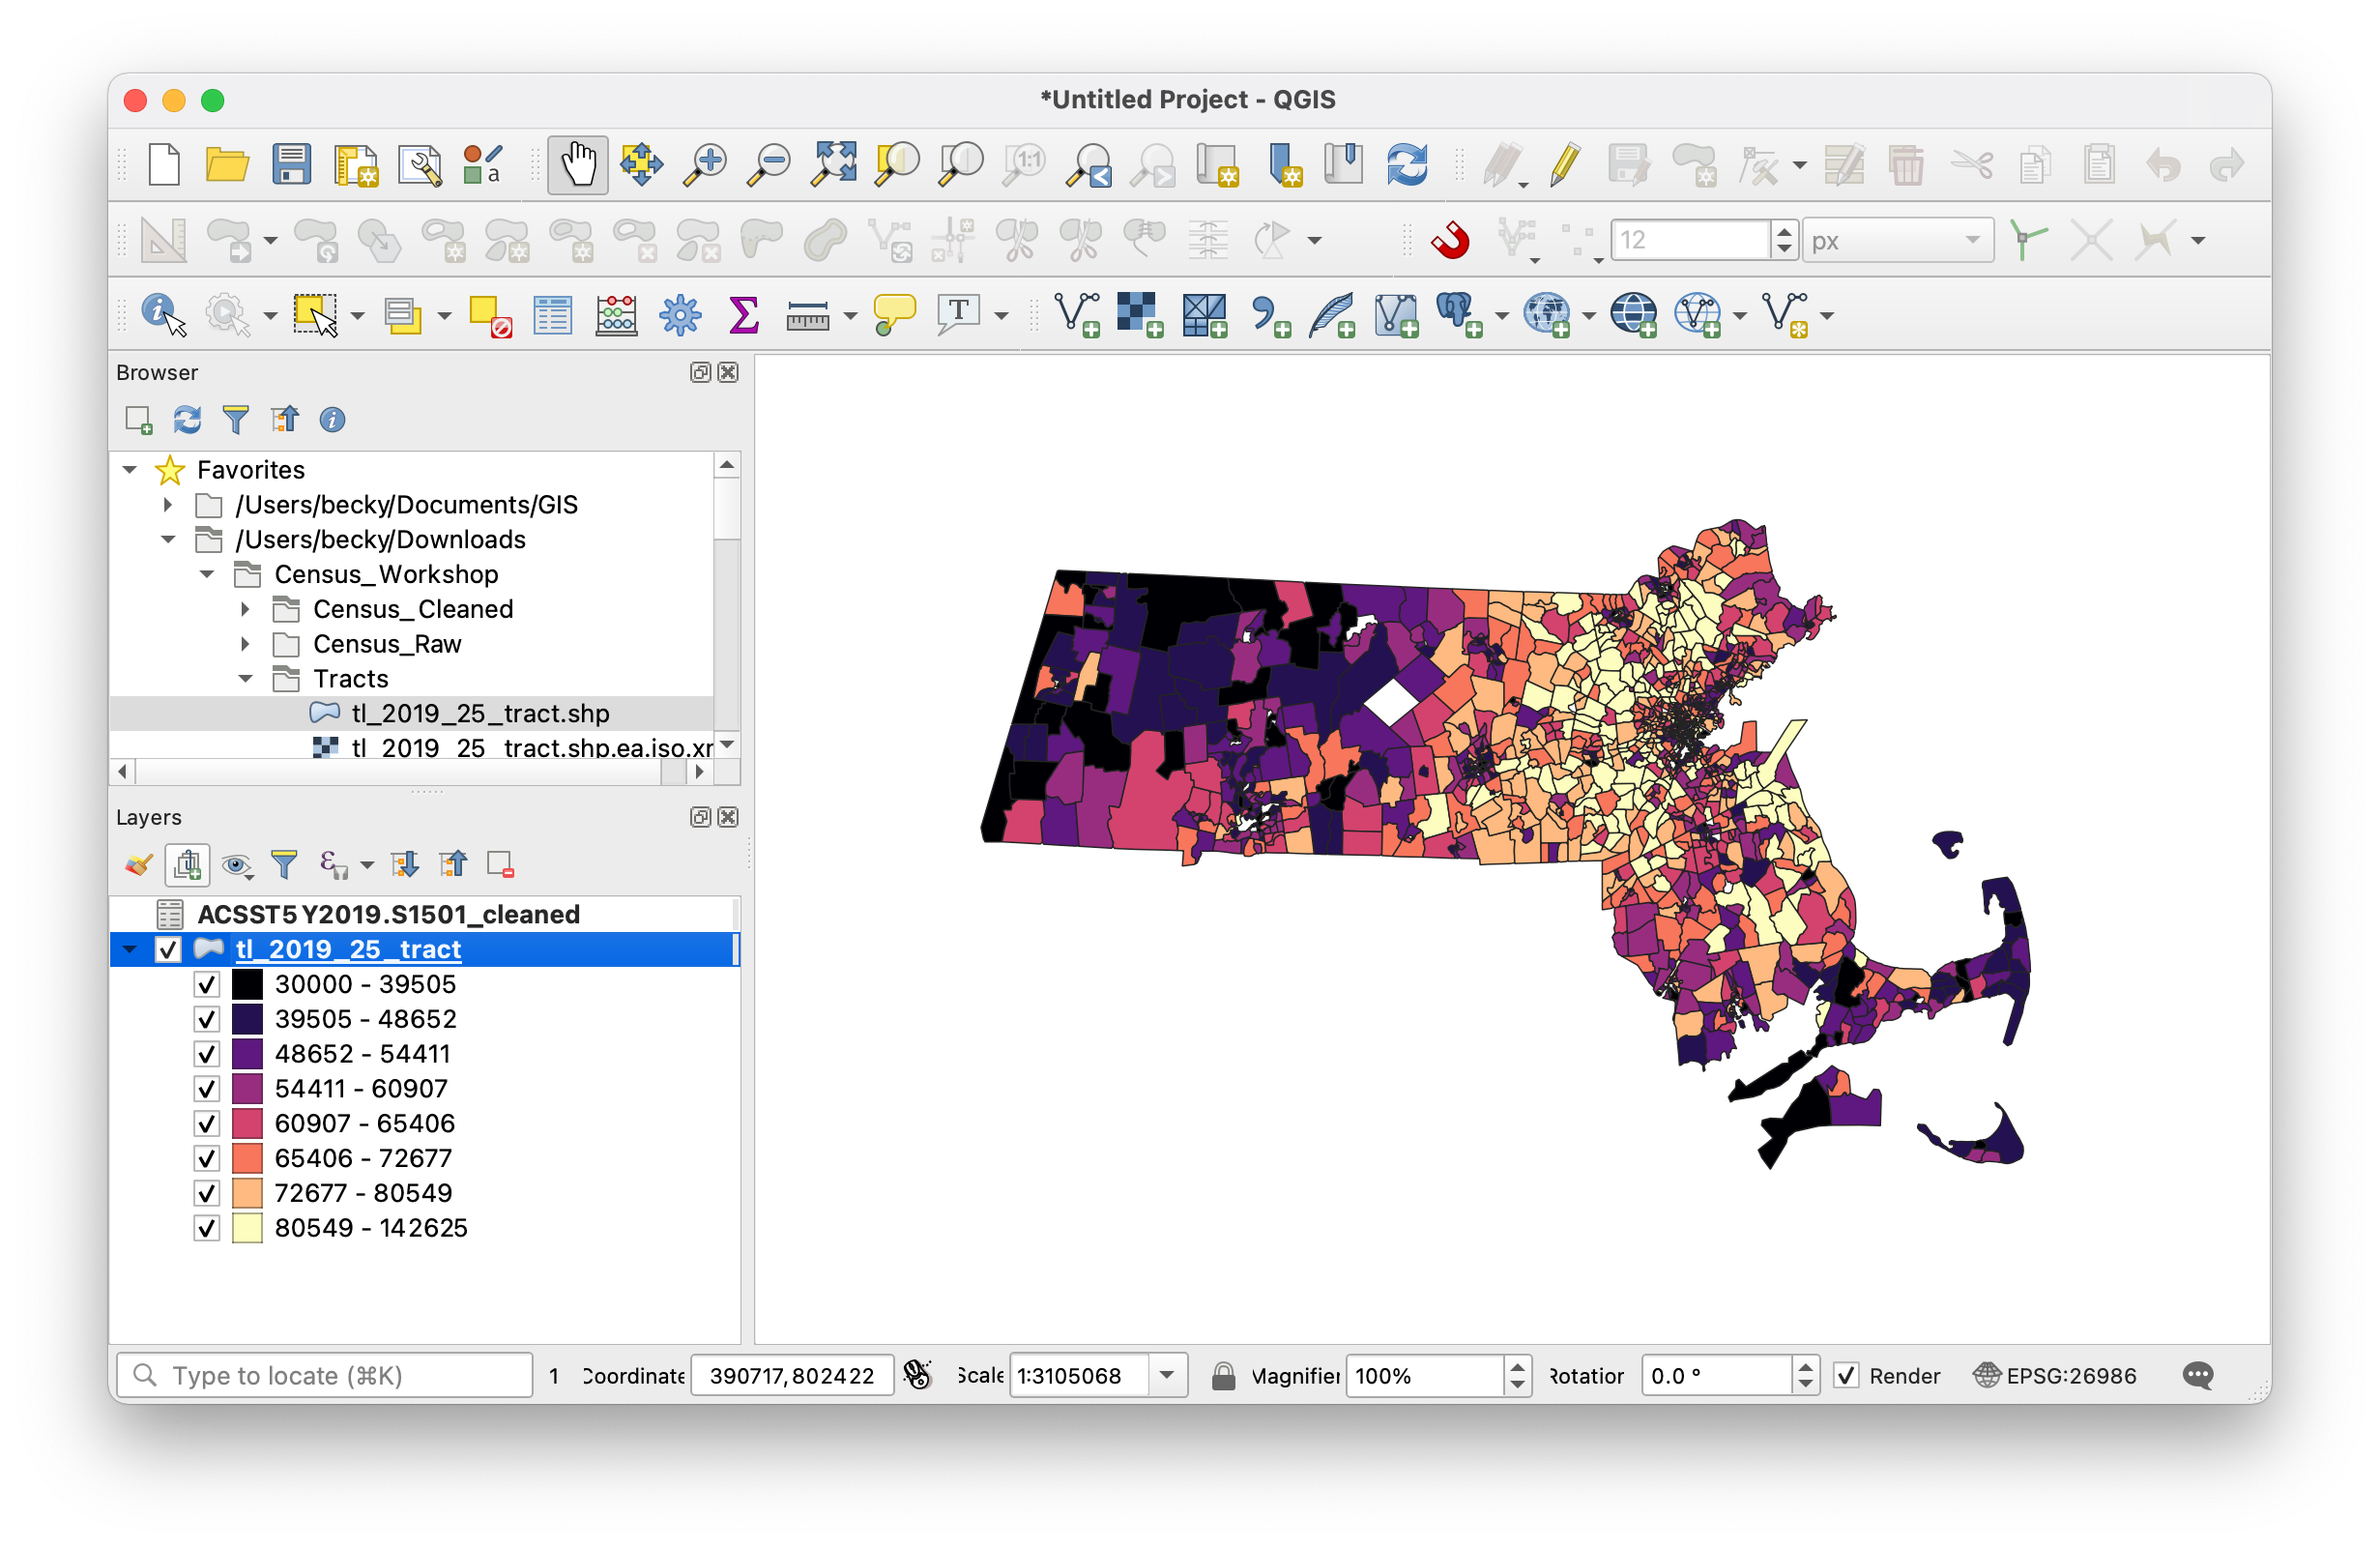 *Untitled Project - QGIS
a
1:1
12
px
T
Browser
Favorites
/Users/becky/Documents/GIS
/Users/becky/Downloads
Census_Workshop
Census_Cleaned
Census_Raw
Tracts
tl_2019_25_tract.shp
tl_2019_25_tract.shp.ea.iso.xr
Layers
ACSST5Y2019.S1501_cleaned
tl_2019_25_tract
30000 - 39505
39505 - 48652
48652 - 54411
54411 - 60907
60907 - 65406
65406 - 72677
72677 - 80549
80549 - 142625
Type to locate (⌘K) 1 Coordinate 390717,802422 Scale 1:3105068 Magnifier 100% Rotation 0.0 ° Render EPSG:26986